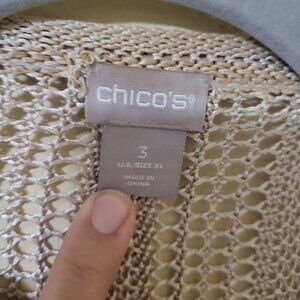 chico's®
3
U.S. SIZE XL
MADE IN
CHINA